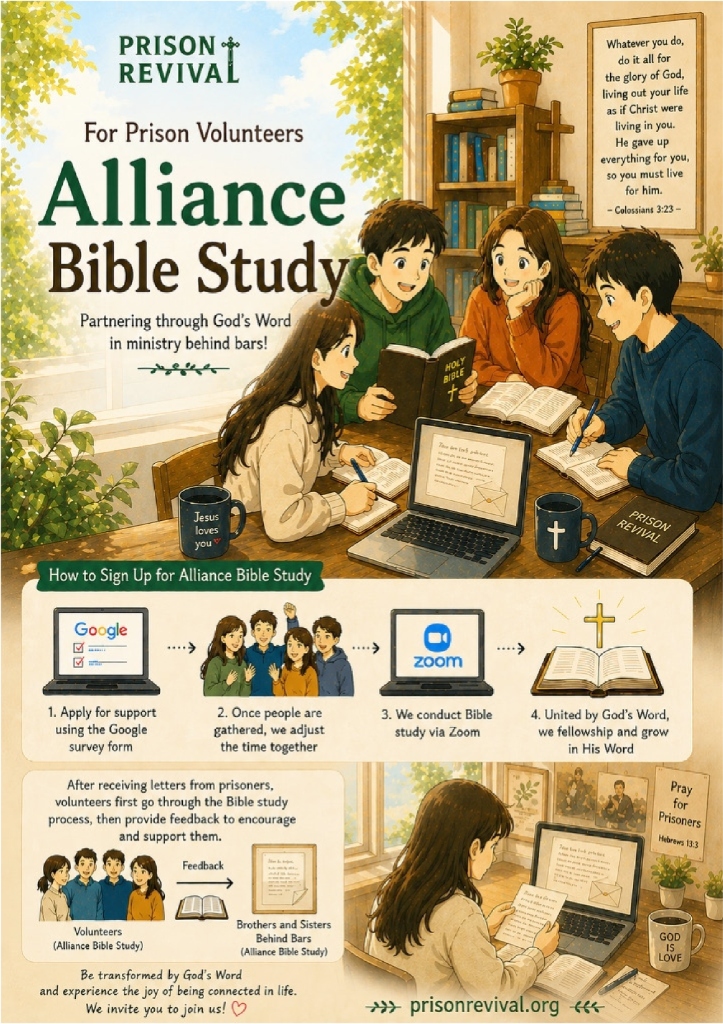 PRISON
REVIVAL
For Prison Volunteers
Alliance
Bible Study
Partnering through God's Word
in ministry behind bars!
Whatever you do,
do it all for
the glory of God,
living out your life
as if Christ were
living in you.
He gave up
everything for you,
so you must live
for him.
– Colossians 3:23 –
HOLY
BIBLE
Jesus
loves
you
PRISON
REVIVAL
How to Sign Up for Alliance Bible Study
Google
zoom
1. Apply for support
using the Google
survey form
2. Once people are
gathered, we adjust
the time together
3. We conduct Bible
study via Zoom
4. United by God's Word,
we fellowship and grow
in His Word
After receiving letters from prisoners,
volunteers first go through the Bible study
process, then provide feedback to encourage
and support them.
Feedback
Volunteers
(Alliance Bible Study)
Brothers and Sisters
Behind Bars
(Alliance Bible Study)
Be transformed by God's Word
and experience the joy of being connected in life.
We invite you to join us!
Pray
for
Prisoners
Hebrews 13:3
GOD
IS
LOVE
prisonrevival.org